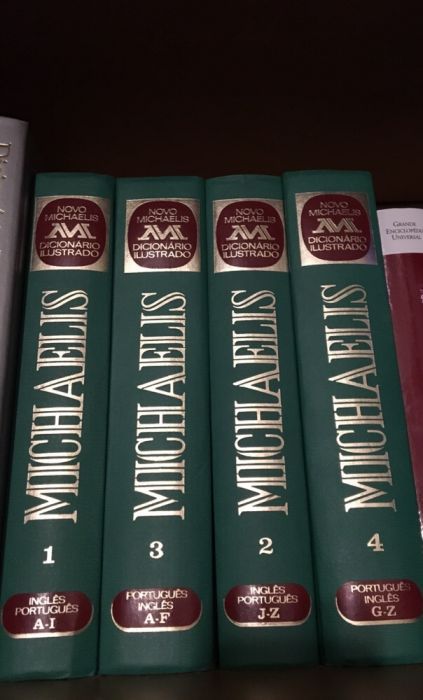 NOVO
MICHAELIS
DICIONÁRIO
ILUSTRADO
MICHAELIS
1
INGLÊS
PORTUGUÊS
A-I
NOVO
MICHAELIS
DICIONÁRIO
ILUSTRADO
MICHAELIS
3
PORTUGUÊS
INGLÊS
A-F
NOVO
MICHAELIS
DICIONÁRIO
ILUSTRADO
MICHAELIS
2
INGLÊS
PORTUGUÊS
J-Z
NOVO
MICHAELIS
DICIONÁRIO
ILUSTRADO
MICHAELIS
4
PORTUGUÊS
INGLÊS
G-Z
GRANDE
ENCICLOPÉDIA
UNIVERSAL